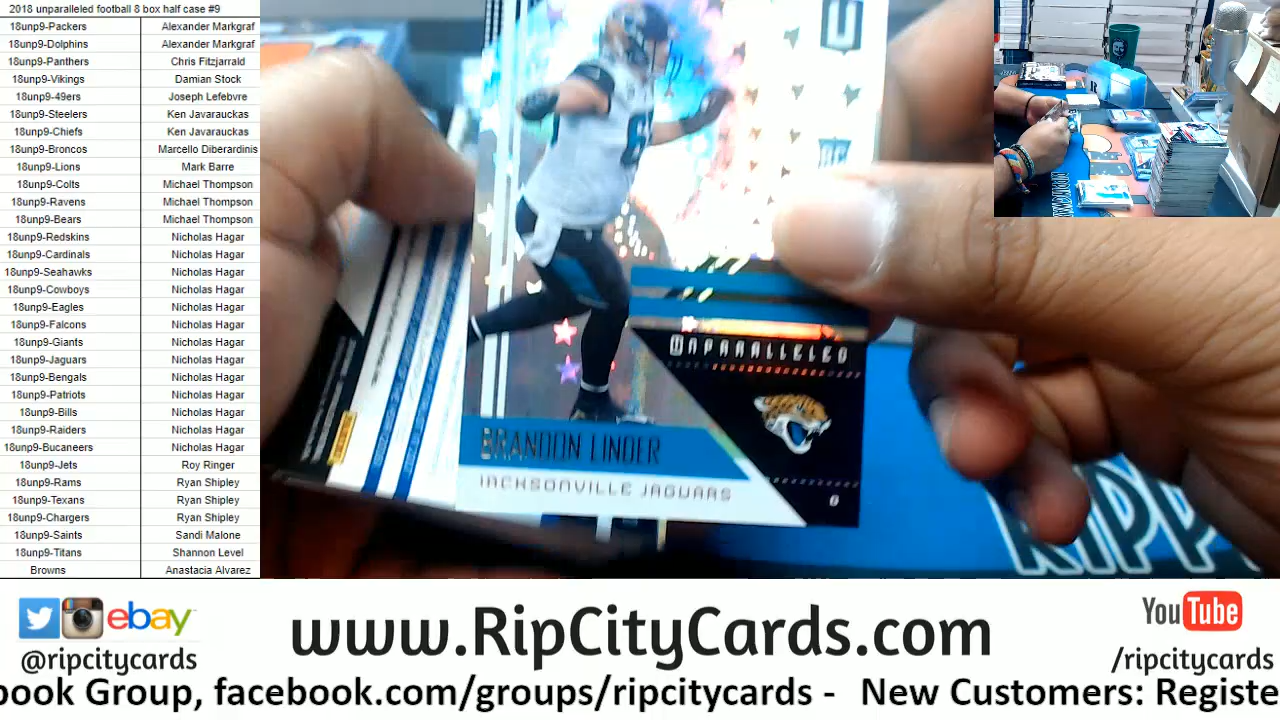 2018 unparalleled football 8 box half case #9
18unp9-Packers Alexander Markgraf
18unp9-Dolphins Alexander Markgraf
18unp9-Panthers Chris Fitzjarrald
18unp9-Vikings Damian Stock
18unp9-49ers Joseph Lefebvre
18unp9-Steelers Ken Javarauckas
18unp9-Chiefs Ken Javarauckas
18unp9-Broncos Marcello Diberardinis
18unp9-Lions Mark Barre
18unp9-Colts Michael Thompson
18unp9-Ravens Michael Thompson
18unp9-Bears Michael Thompson
18unp9-Redskins Nicholas Hagar
18unp9-Cardinals Nicholas Hagar
18unp9-Seahawks Nicholas Hagar
18unp9-Cowboys Nicholas Hagar
18unp9-Eagles Nicholas Hagar
18unp9-Falcons Nicholas Hagar
18unp9-Giants Nicholas Hagar
18unp9-Jaguars Nicholas Hagar
18unp9-Bengals Nicholas Hagar
18unp9-Patriots Nicholas Hagar
18unp9-Bills Nicholas Hagar
18unp9-Raiders Nicholas Hagar
18unp9-Bucaneers Nicholas Hagar
18unp9-Jets Roy Ringer
18unp9-Rams Ryan Shipley
18unp9-Texans Ryan Shipley
18unp9-Chargers Ryan Shipley
18unp9-Saints Sandi Malone
18unp9-Titans Shannon Level
Browns Anastacia Alvarez
U
RC
UNPARALLELED
BRANDON LINDER
JACKSONVILLE JAGUARS
RIPP
ebay
@ripcitycards
www.RipCityCards.com
YouTube
/ripcitycards
book Group, facebook.com/groups/ripcitycards - New Customers: Registe